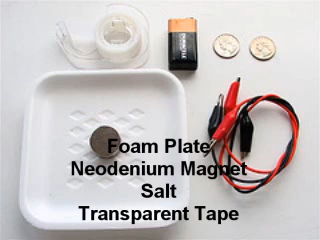 DURACELL
Foam Plate
Neodenium Magnet
Salt
Transparent Tape